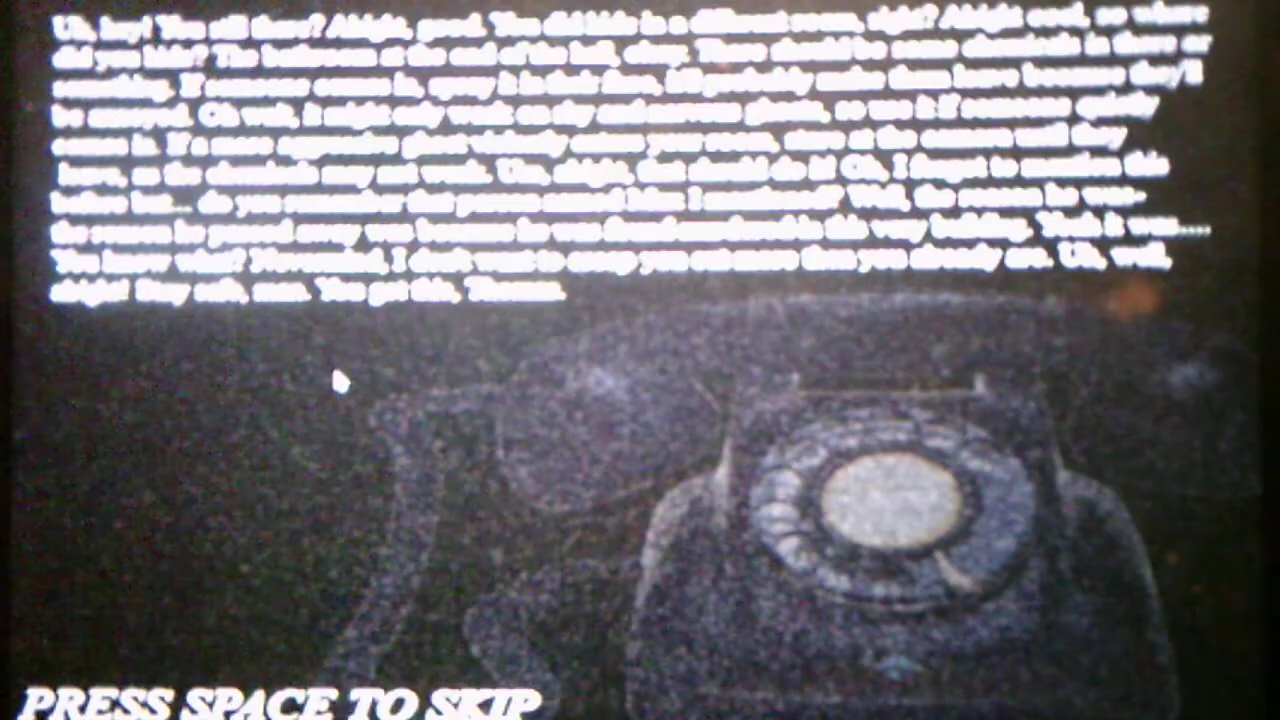 Uh, hey! You still there? Alright, good. You did hide in a different room, right? Alright cool, so where
did you hide? The bathroom at the end of the hall, okay. There should be some chemicals in there or
something. If someone comes in, spray it in their face, it'll probably make them leave because they'll
be annoyed. Oh wait, it might only work on shy and nervous ghosts, so use it if someone quietly
comes in. If a more aggressive ghost violently enters your room, stare at the camera until they
leave, as the chemicals may not work. Um, alright, that should do it! Oh, I forgot to mention this
before but... do you remember the person named I mentioned? Well, the reason he was-
the reason he passed away was because he was found this very building. Yeah it was-----
You know what? Nevermind, I don't want to you out more than you already are. Uh, well,
alright! Stay safe, man. You got this,
PRESS SPACE TO SKIP